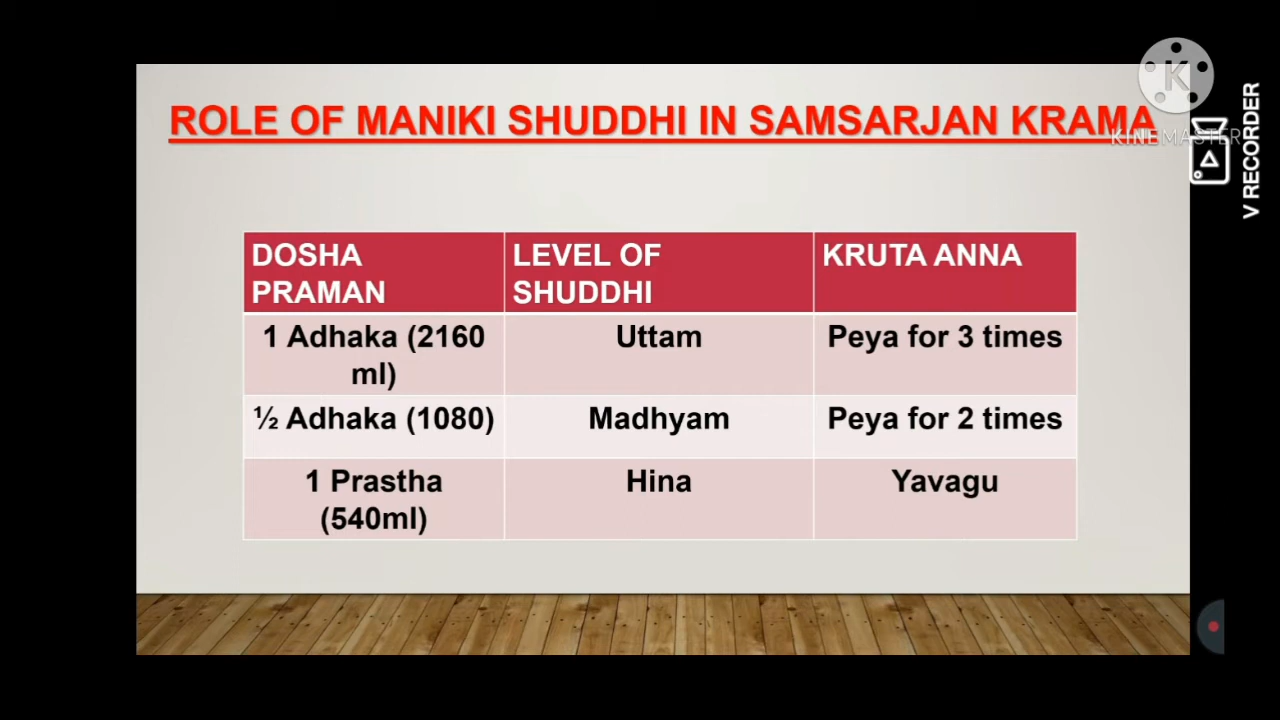 ROLE OF MANIKI SHUDDHI IN SAMSARJAN KRAMA
KINEMASTER
V RECORDER
DOSHA
PRAMAN
LEVEL OF
SHUDDHI
KRUTA ANNA
1 Adhaka (2160
ml)
Uttam
Peya for 3 times
½ Adhaka (1080)
Madhyam
Peya for 2 times
1 Prastha
(540ml)
Hina
Yavagu